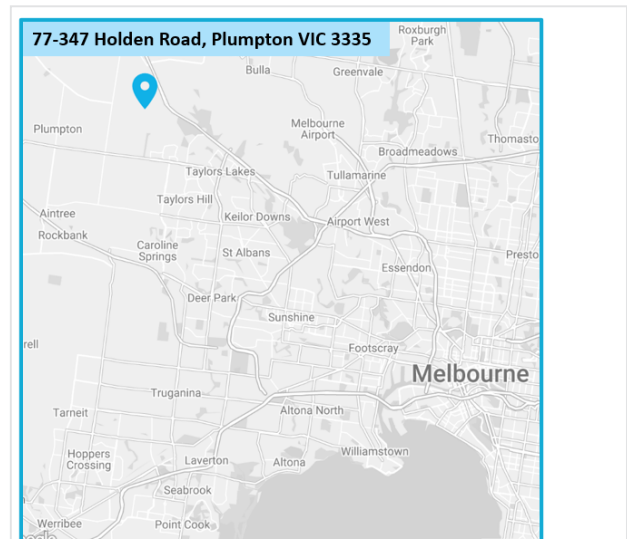 77-347 Holden Road, Plumpton VIC 3335
Roxburgh
Park
Bulla
Greenvale
Plumpton
Melbourne
Airport
Thomasto
Broadmeadows
Taylors Lakes
Tullamarine
Taylors Hill
Aintree
Keilor Downs
Airport West
Rockbank
Caroline
Springs
St Albans
Presto
Essendon
Deer Park
Sunshine
rell
Footscray
Melbourne
Truganina
Tarneit
Altona North
Hoppers
Crossing
Laverton
Altona
Williamstown
Seabrook
Werribee
Point Cook